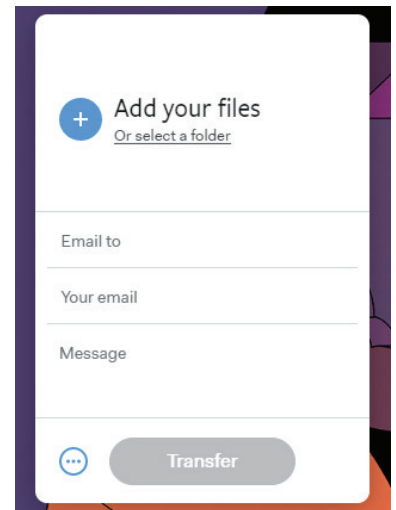 Add your files
Or select a folder
Email to
Your email
Message
Transfer